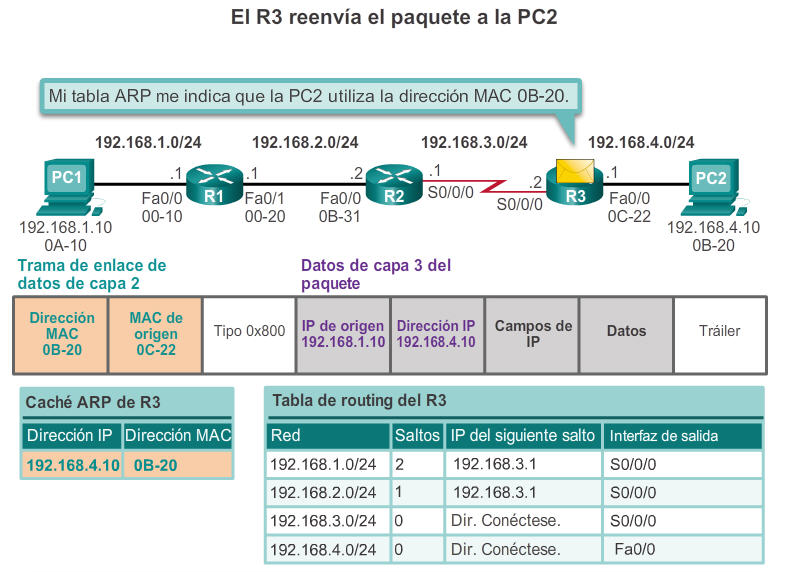 El R3 reenvía el paquete a la PC2
Mi tabla ARP me indica que la PC2 utiliza la dirección MAC 0B-20.
192.168.1.0/24 192.168.2.0/24 192.168.3.0/24 192.168.4.0/24
PC1 .1 R1 .1 .2 R2 .1 .2 R3 .1 PC2
Fa0/0 Fa0/1 Fa0/0 S0/0/0 S0/0/0 Fa0/0
00-10 00-20 0B-31 0C-22
192.168.1.10 192.168.4.10
0A-10 0B-20
Trama de enlace de
datos de capa 2
Datos de capa 3 del
paquete
Dirección
MAC
0B-20
MAC de
origen
0C-22
Tipo 0x800
IP de origen
192.168.1.10
Dirección IP
192.168.4.10
Campos de
IP
Datos
Tráiler
Caché ARP de R3
Dirección IP Dirección MAC
192.168.4.10 0B-20
Tabla de routing del R3
Red Saltos IP del siguiente salto Interfaz de salida
192.168.1.0/24 2 192.168.3.1 S0/0/0
192.168.2.0/24 1 192.168.3.1 S0/0/0
192.168.3.0/24 0 Dir. Conéctese. S0/0/0
192.168.4.0/24 0 Dir. Conéctese. Fa0/0